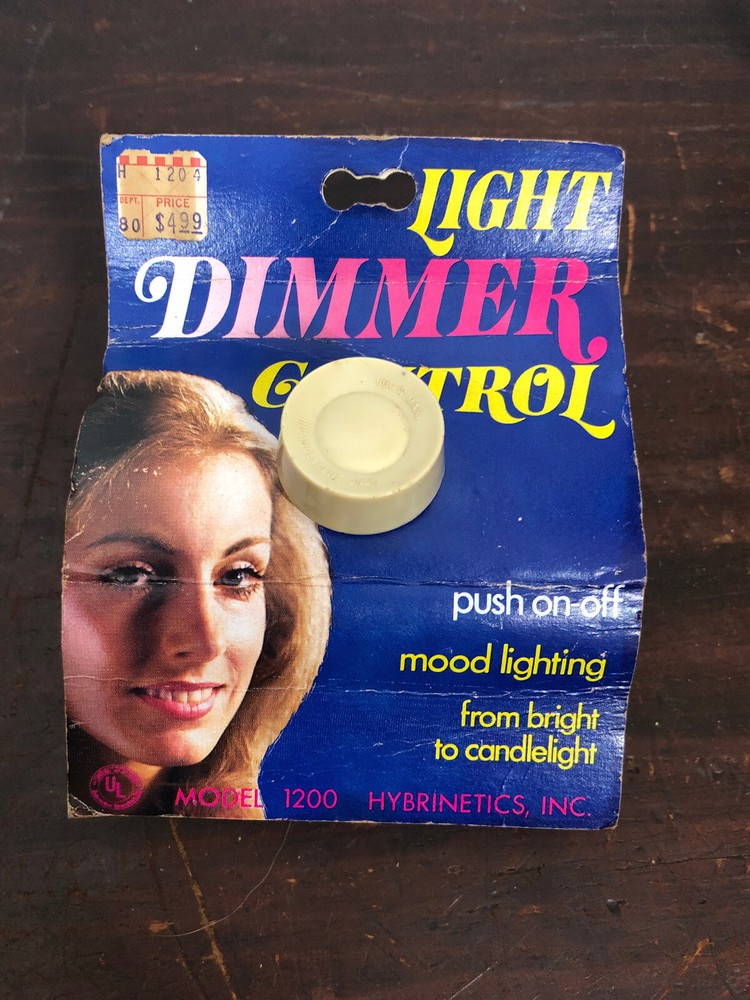 H 1204
DEPT. PRICE
80 $4.99
LIGHT
DIMMER
CONTROL
push on-off
mood lighting
from bright
to candlelight
UL
MODEL 1200 HYBRINETICS, INC.